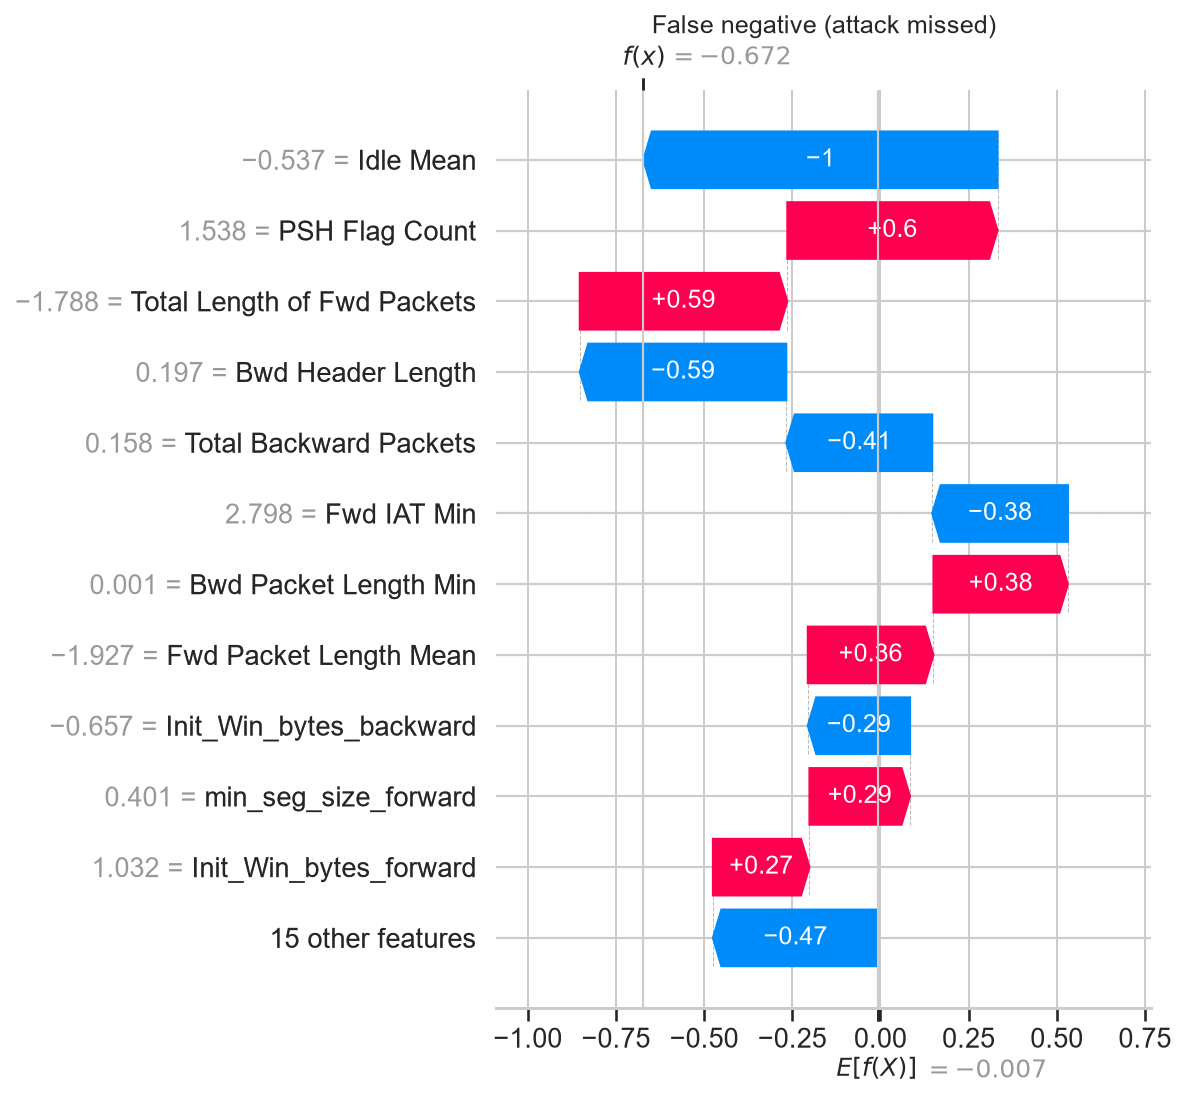 False negative (attack missed)
f(x) = −0.672
−0.537 = Idle Mean
−1
1.538 = PSH Flag Count
+0.6
−1.788 = Total Length of Fwd Packets
+0.59
0.197 = Bwd Header Length
−0.59
0.158 = Total Backward Packets
−0.41
2.798 = Fwd IAT Min
−0.38
0.001 = Bwd Packet Length Min
+0.38
−1.927 = Fwd Packet Length Mean
+0.36
−0.657 = Init_Win_bytes_backward
−0.29
0.401 = min_seg_size_forward
+0.29
1.032 = Init_Win_bytes_forward
+0.27
15 other features
−0.47
−1.00 −0.75 −0.50 −0.25 0.00 0.25 0.50 0.75
E[f(X)] = −0.007